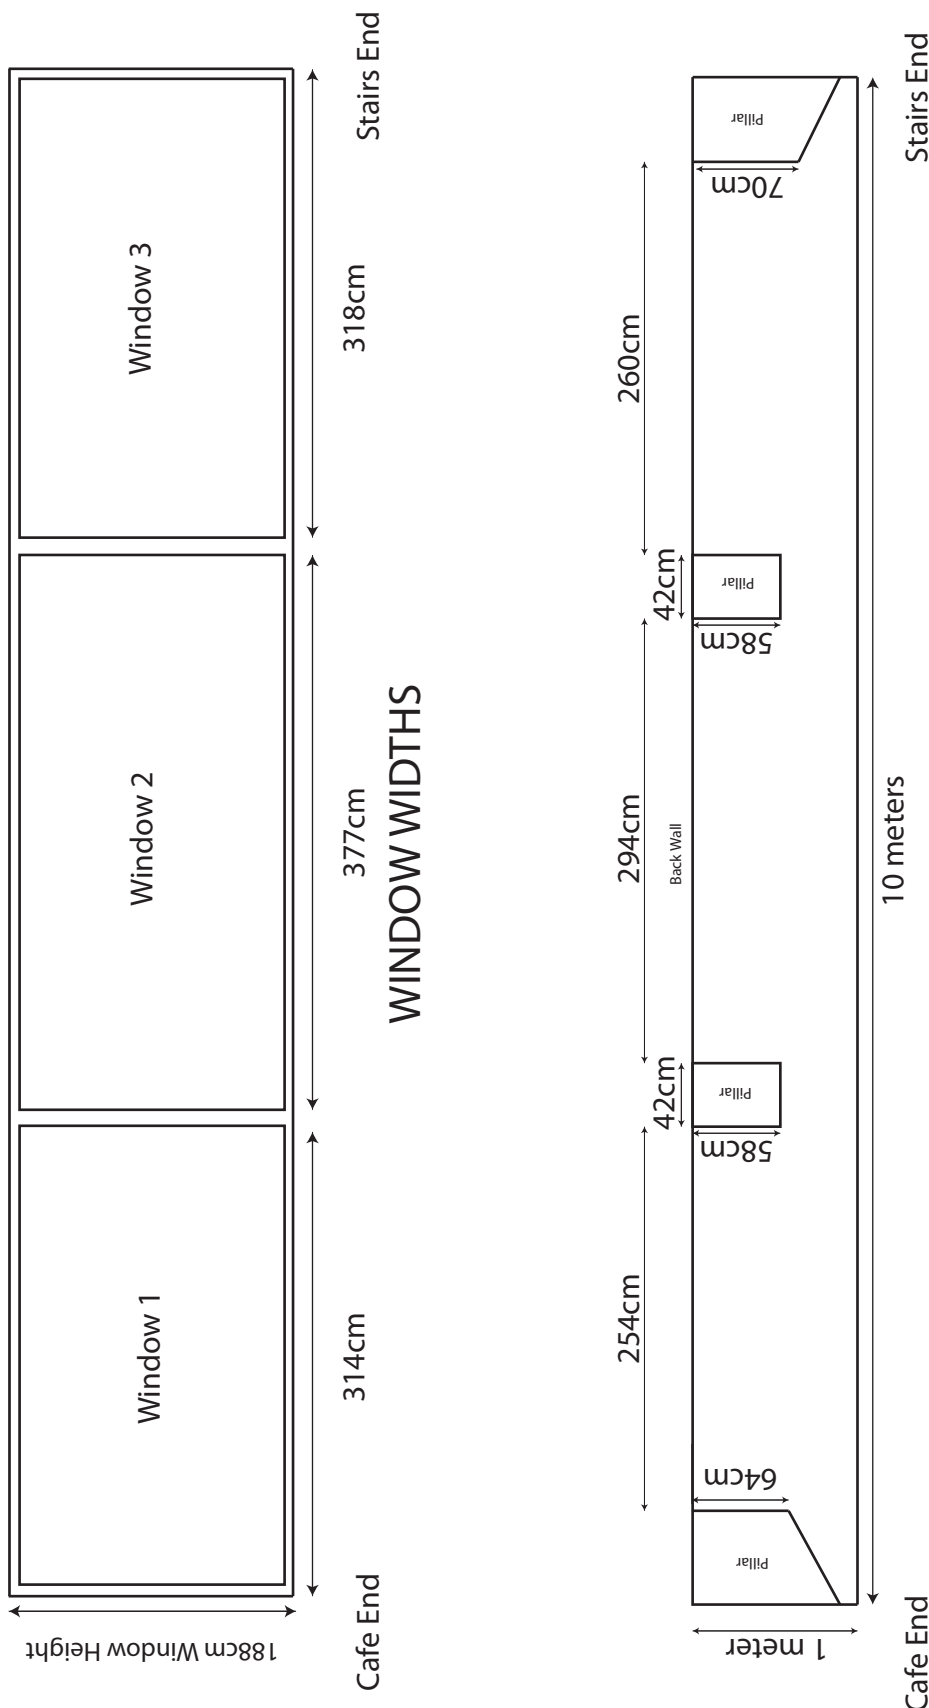 188cm Window Height
Window 1
Window 2
Window 3
314cm
377cm
318cm
Cafe End
WINDOW WIDTHS
Stairs End
254cm
42cm
294cm
42cm
260cm
Back Wall
64cm
58cm
58cm
70cm
Pillar
Pillar
Pillar
Pillar
1 meter
10 meters
Cafe End
Stairs End